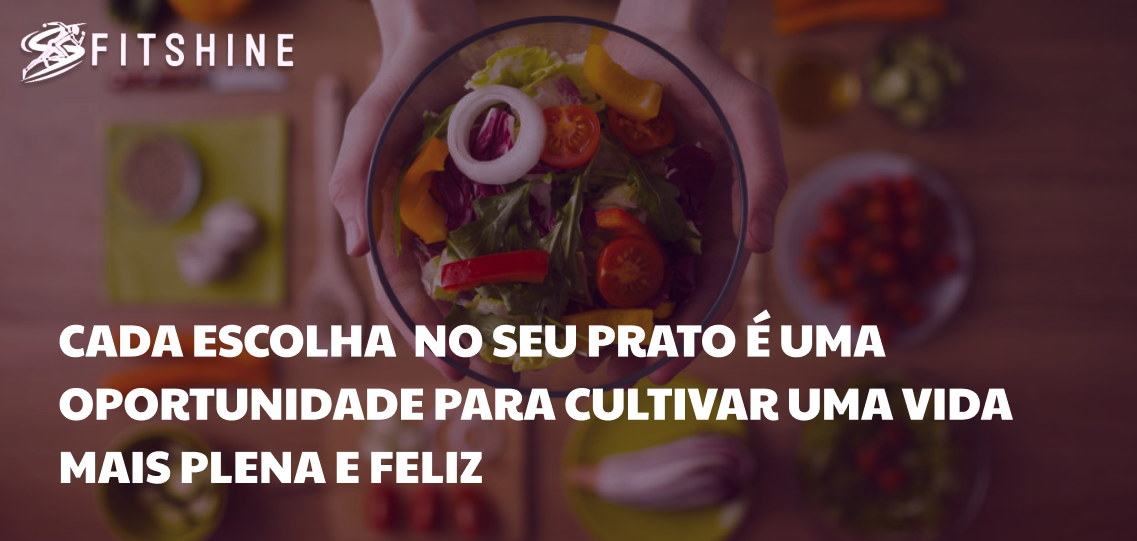 FITSHINE
CADA ESCOLHA  NO SEU PRATO É UMA
OPORTUNIDADE PARA CULTIVAR UMA VIDA
MAIS PLENA E FELIZ